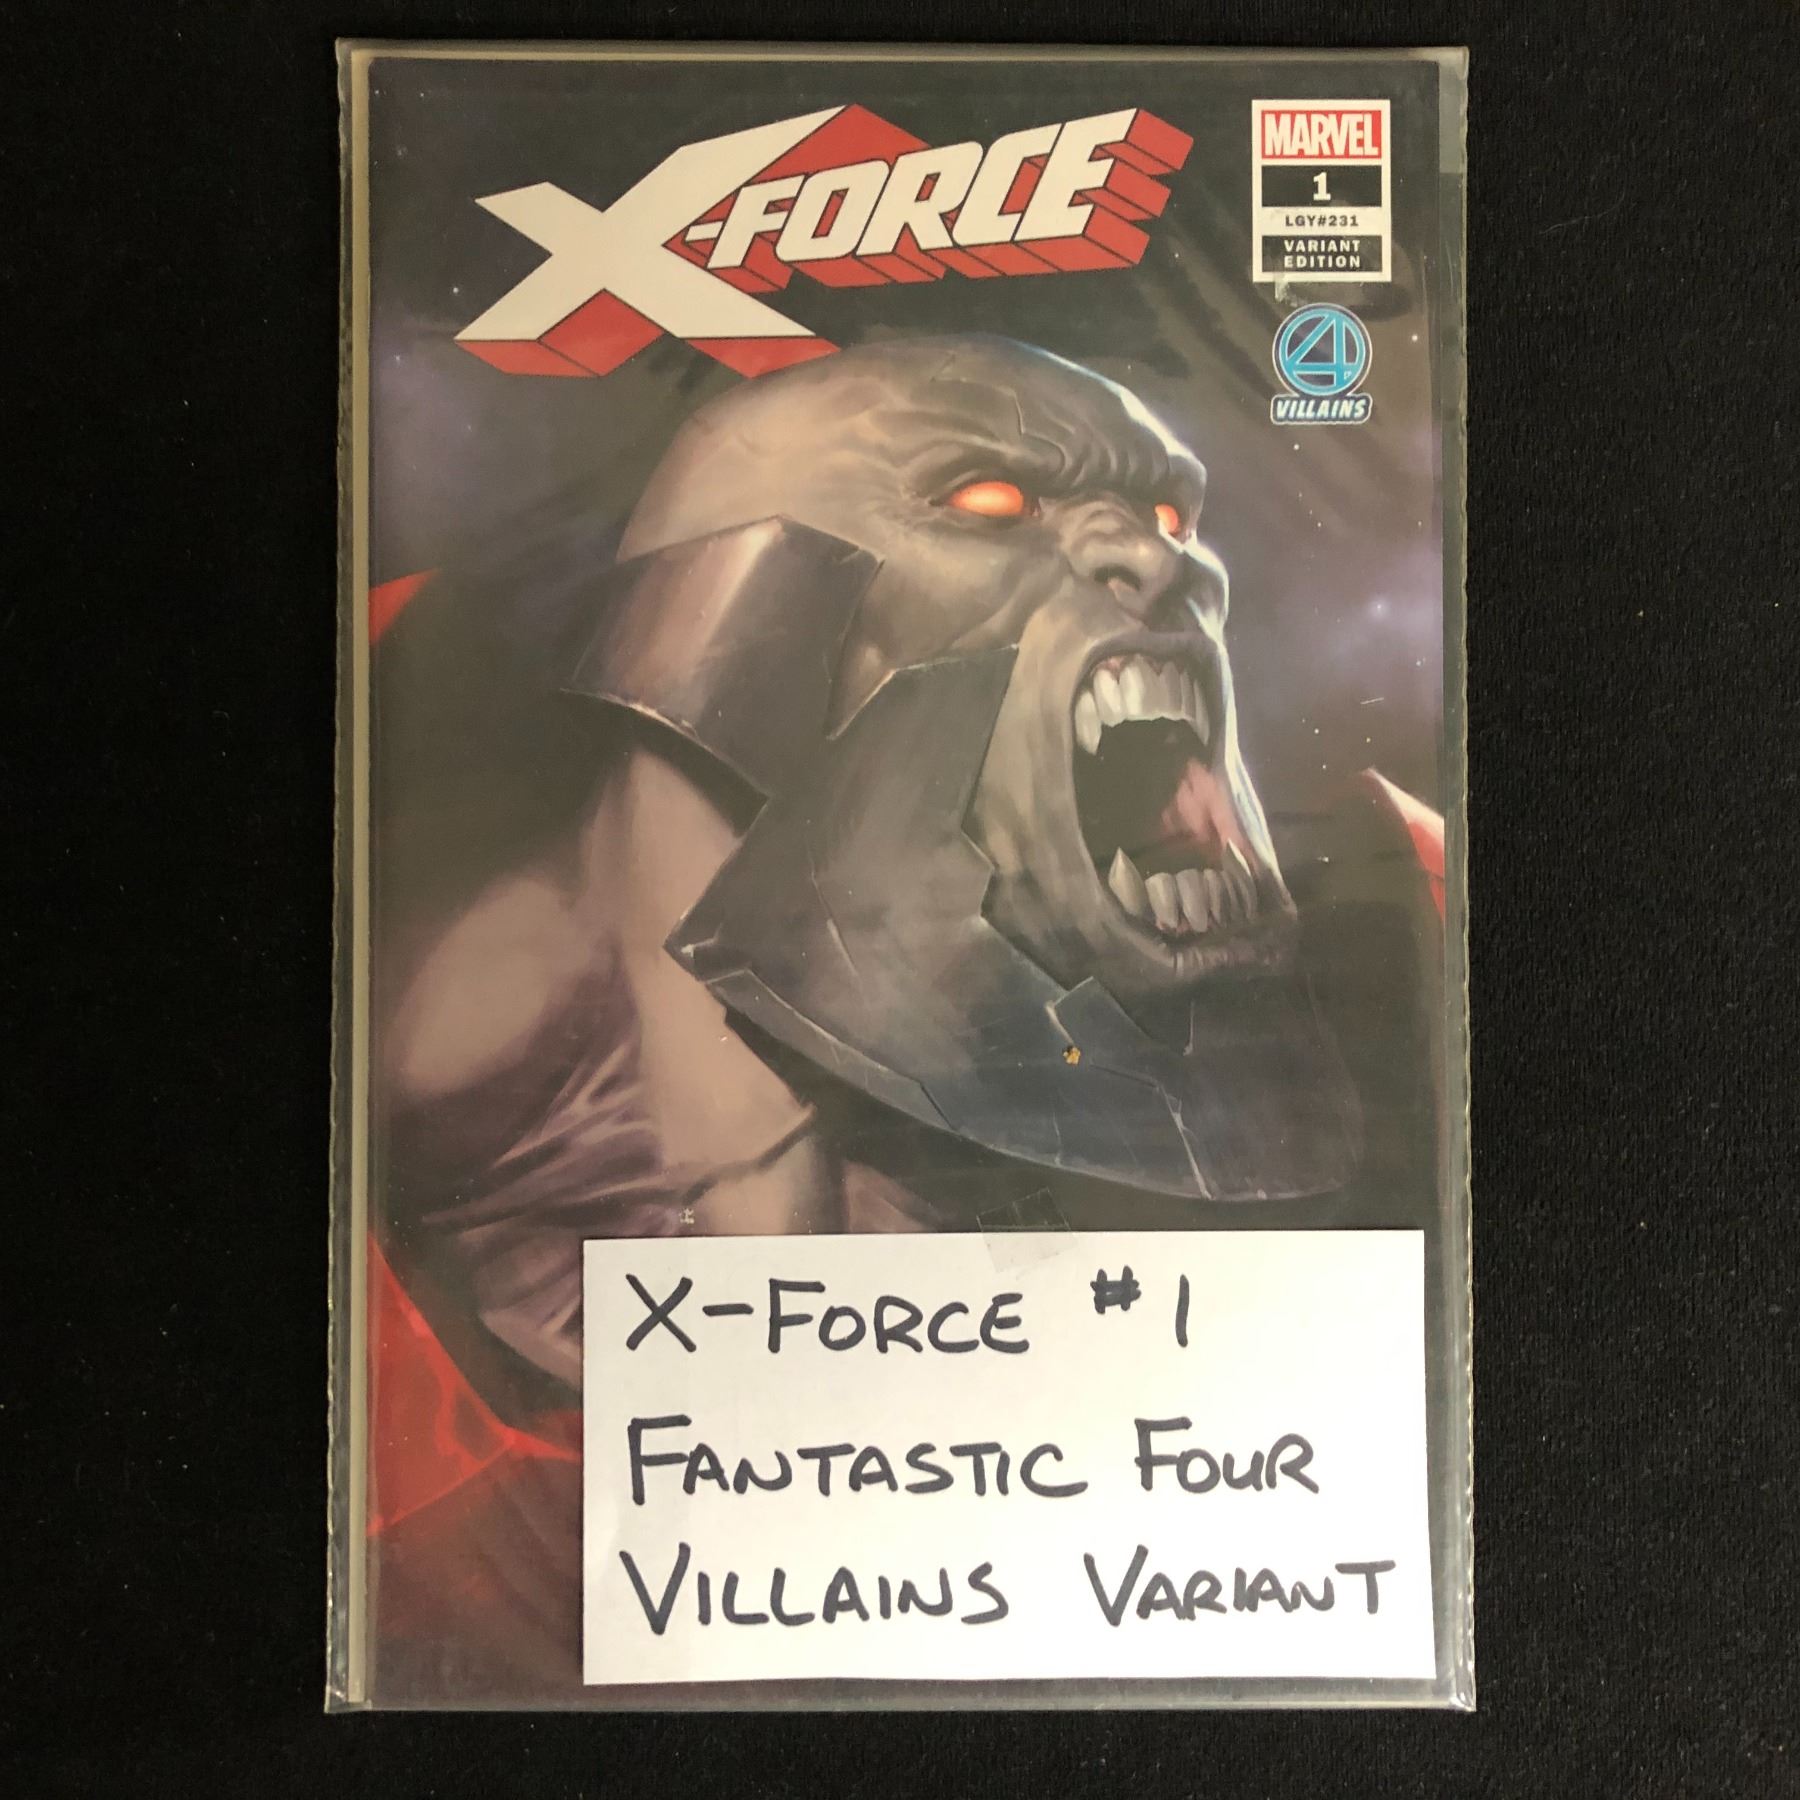 X-FORCE
MARVEL
1
LGY#231
VARIANT
EDITION
4
VILLAINS
X-FORCE #1
FANTASTIC FOUR
VILLAINS VARIANT